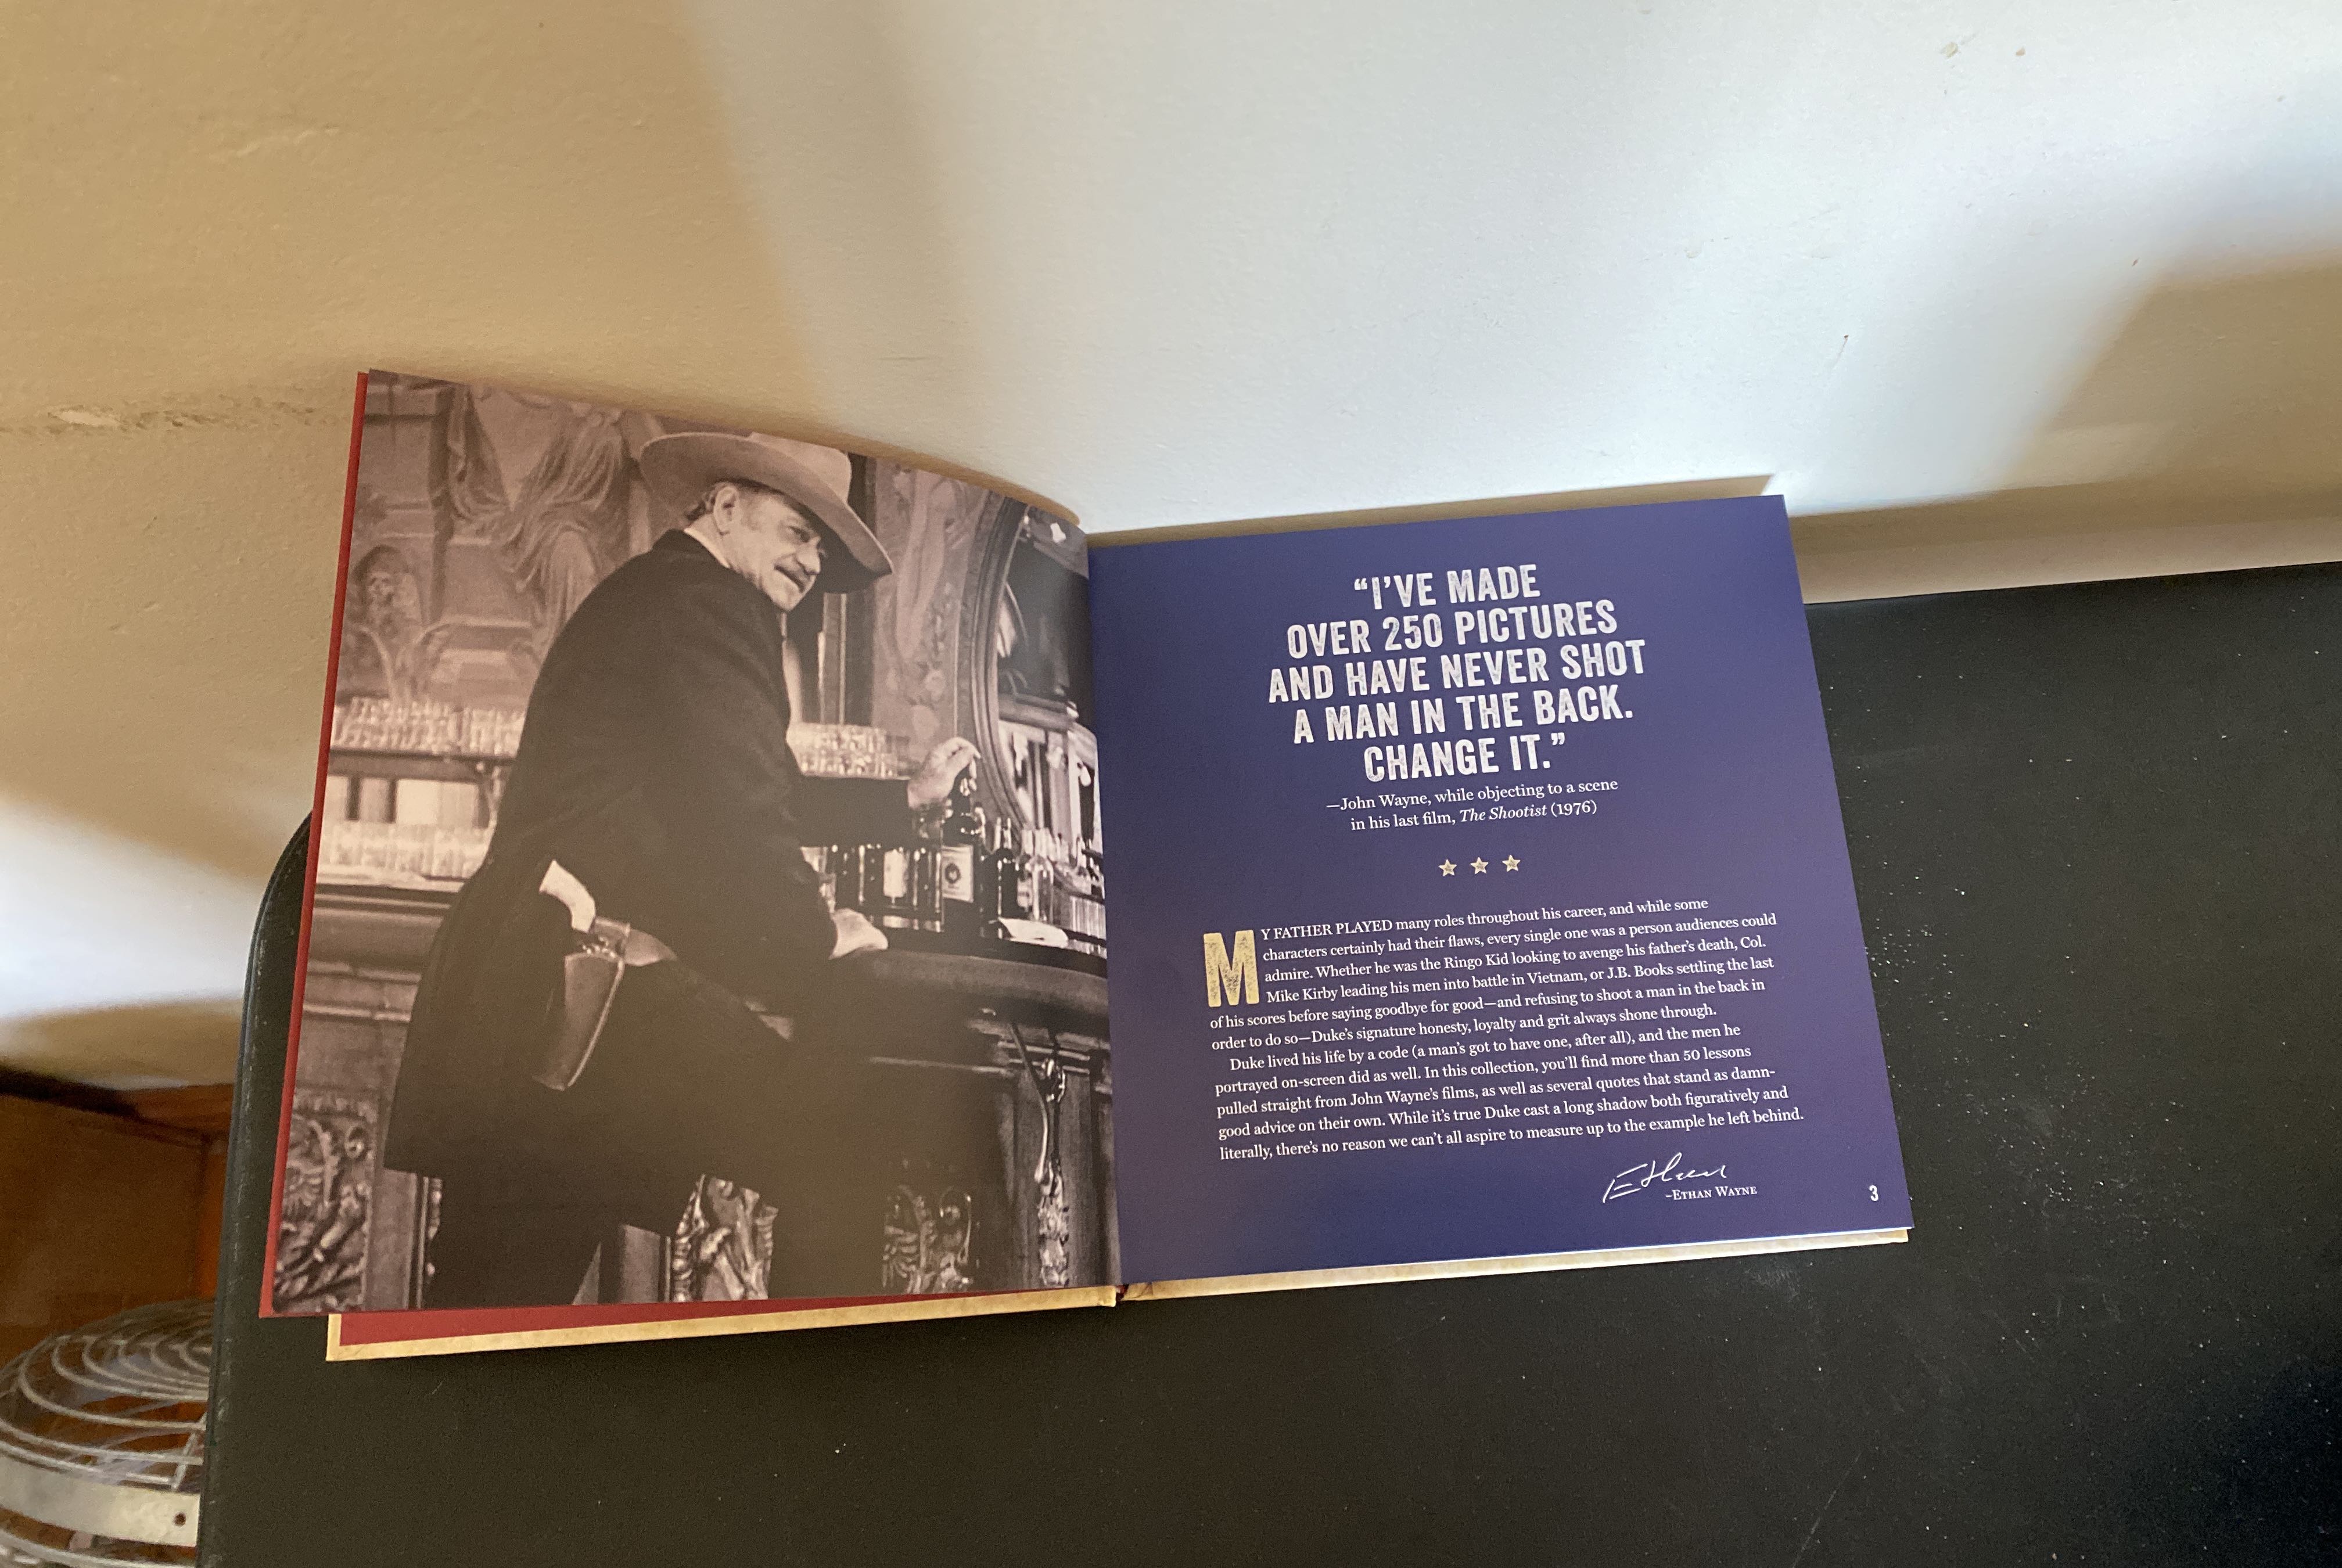 “I’VE MADE
OVER 250 PICTURES
AND HAVE NEVER SHOT
A MAN IN THE BACK.
CHANGE IT.”
—John Wayne, while objecting to a scene
in his last film, The Shootist (1976)
MY FATHER PLAYED many roles throughout his career, and while some
characters certainly had their flaws, every single one was a person audiences could
admire. Whether he was the Ringo Kid looking to avenge his father’s death, Col.
Mike Kirby leading his men into battle in Vietnam, or J.B. Books settling the last
of his scores before saying goodbye for good—and refusing to shoot a man in the back in
order to do so—Duke’s signature honesty, loyalty and grit always shone through.
Duke lived his life by a code (a man’s got to have one, after all), and the men he
portrayed on-screen did as well. In this collection, you’ll find more than 50 lessons
pulled straight from John Wayne’s films, as well as several quotes that stand as damn-
good advice on their own. While it’s true Duke cast a long shadow both figuratively and
literally, there’s no reason we can’t all aspire to measure up to the example he left behind.
Ethan
–ETHAN WAYNE
3